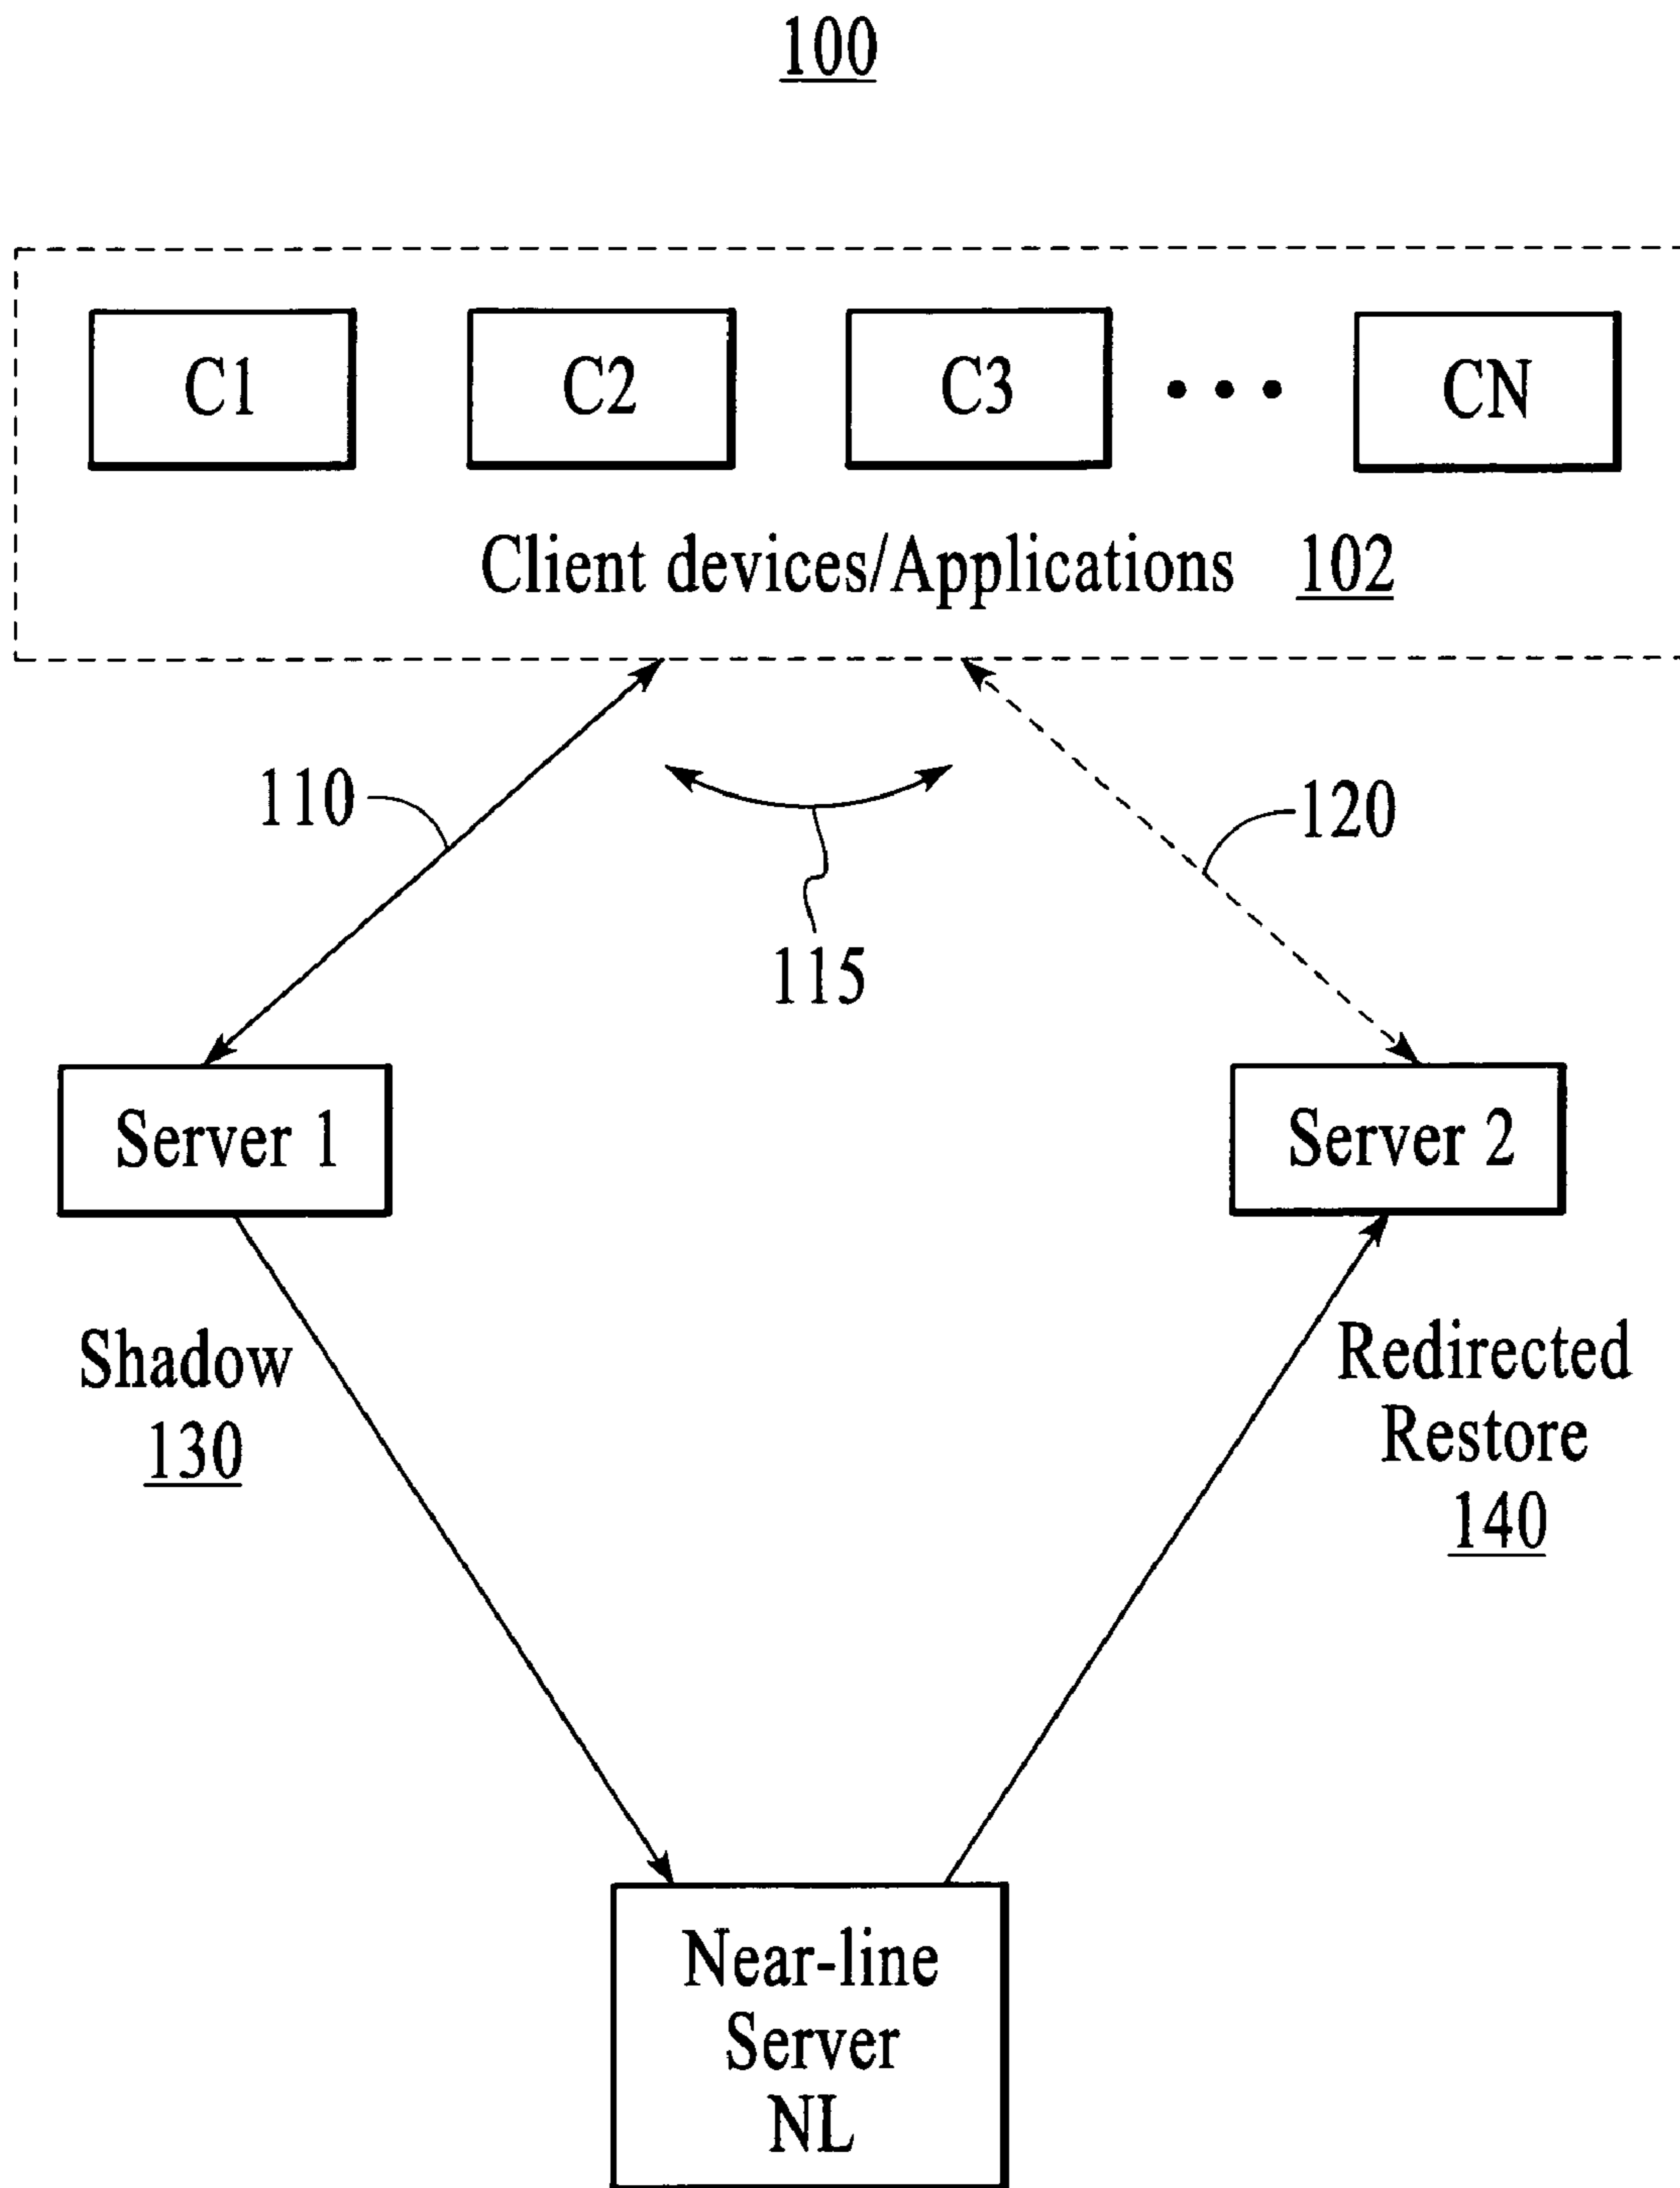 100
C1
C2
C3
CN
Client devices/Applications 102
110
120
115
Server 1
Server 2
Shadow
130
Redirected
Restore
140
Near-line
Server
NL